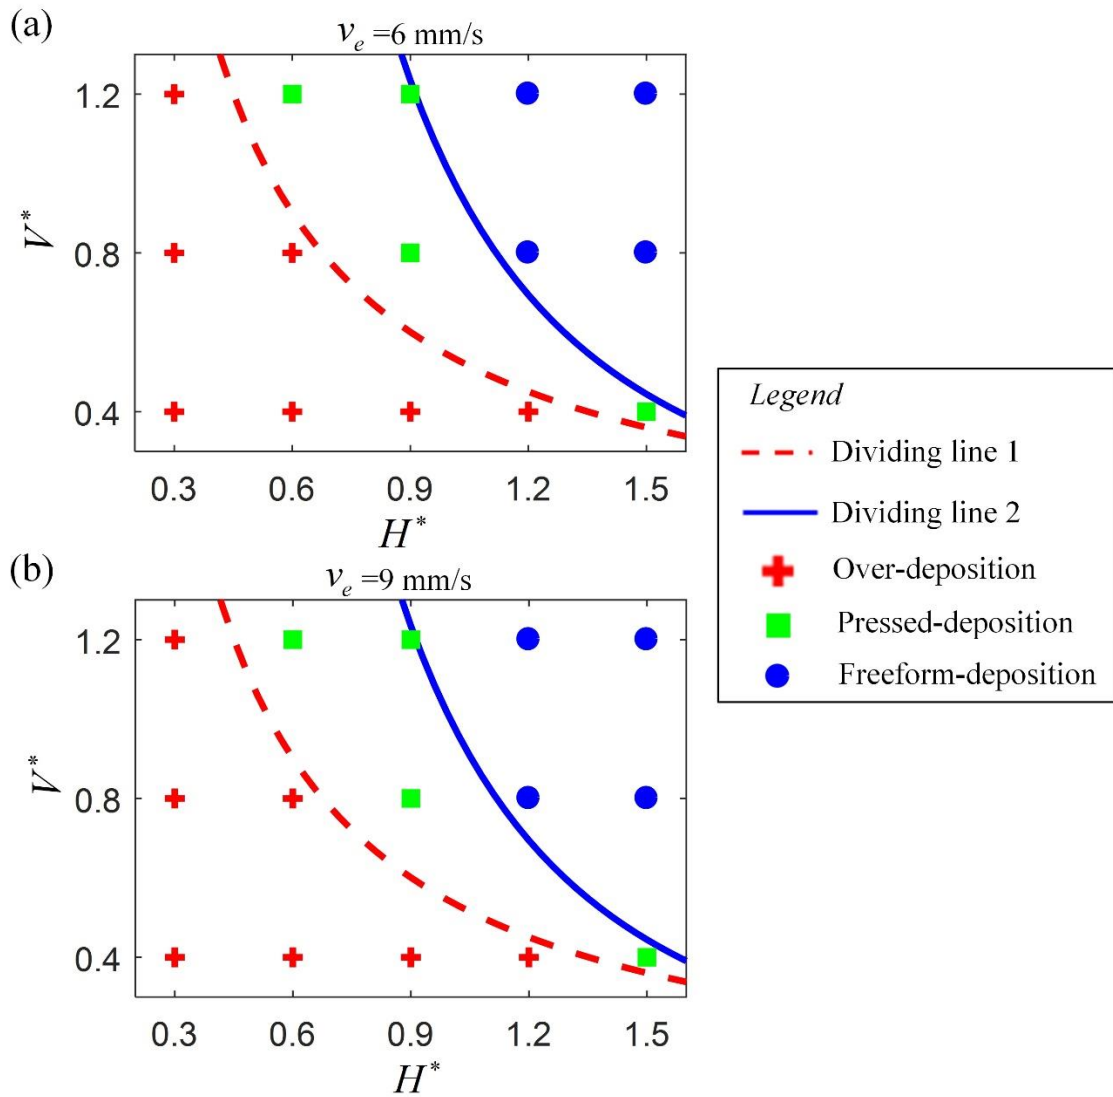 (a)
v_e =6 mm/s
1.2
0.8
0.4
V*
0.3 0.6 0.9 1.2 1.5
H*
(b)
v_e =9 mm/s
1.2
0.8
0.4
V*
0.3 0.6 0.9 1.2 1.5
H*
Legend
Dividing line 1
Dividing line 2
Over-deposition
Pressed-deposition
Freeform-deposition